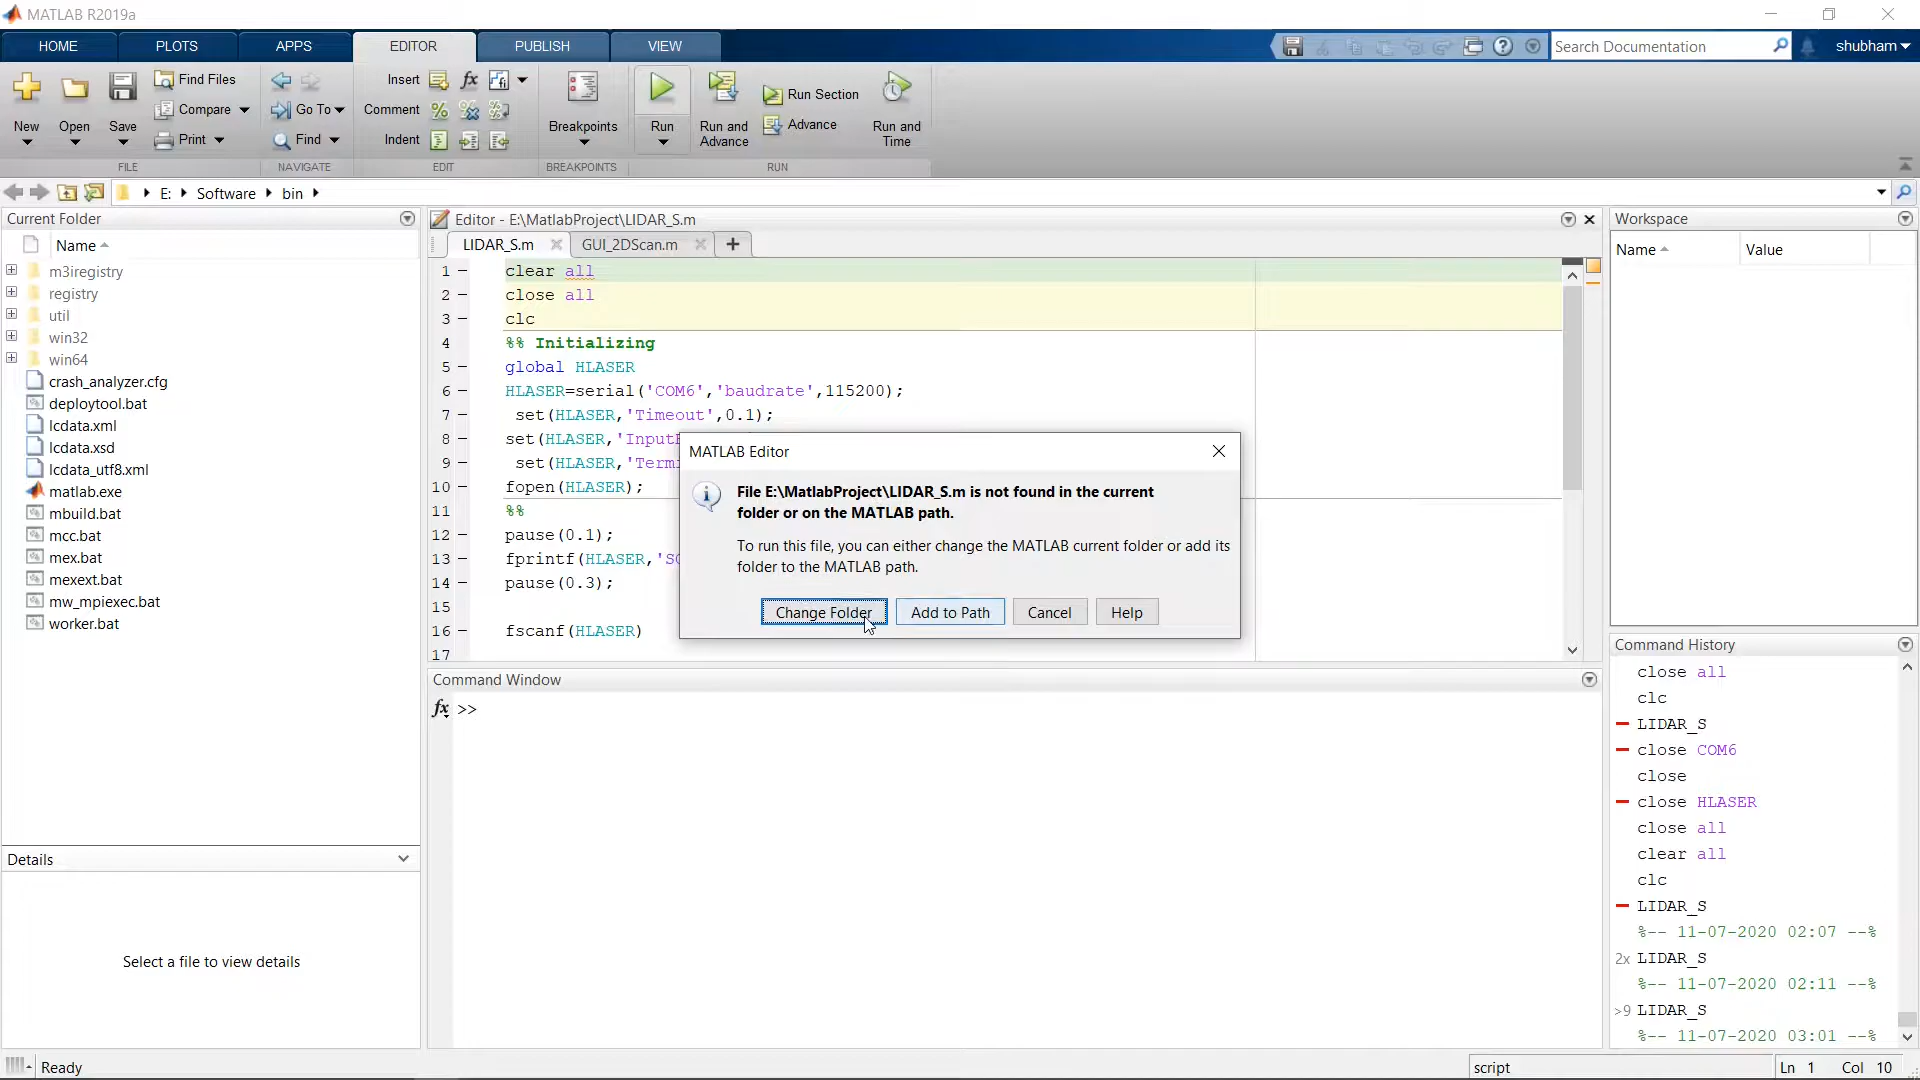 MATLAB R2019a
HOME
PLOTS
APPS
EDITOR
PUBLISH
VIEW
Search Documentation
shubham
New
Open
Save
Find Files
Compare
Print
FILE
Go To
Find
NAVIGATE
Insert
fx
Comment
Indent
EDIT
Breakpoints
BREAKPOINTS
Run
Run and
Advance
Run Section
Advance
Run and
Time
RUN
E:
Software
bin
Current Folder
Name
m3iregistry
registry
util
win32
win64
crash_analyzer.cfg
deploytool.bat
lcdata.xml
lcdata.xsd
lcdata_utf8.xml
matlab.exe
mbuild.bat
mcc.bat
mex.bat
mexext.bat
mw_mpiexec.bat
worker.bat
Details
Select a file to view details
Editor - E:\MatlabProject\LIDAR_S.m
LIDAR_S.m
GUI_2DScan.m
1 – clear all
2 – close all
3 – clc
4 %% Initializing
5 – global HLASER
6 – HLASER=serial('COM6','baudrate',115200);
7 – set(HLASER,'Timeout',0.1);
8 – set(HLASER,'Input
9 – set(HLASER,'Term
10 – fopen(HLASER);
11 %%
12 – pause(0.1);
13 – fprintf(HLASER,'S
14 – pause(0.3);
15
16 – fscanf(HLASER)
17
MATLAB Editor
File E:\MatlabProject\LIDAR_S.m is not found in the current
folder or on the MATLAB path.
To run this file, you can either change the MATLAB current folder or add its
folder to the MATLAB path.
Change Folder
Add to Path
Cancel
Help
Command Window
fx >>
Workspace
Name
Value
Command History
close all
clc
LIDAR_S
close COM6
close
close HLASER
close all
clear all
clc
LIDAR_S
%-- 11-07-2020 02:07 --%
2x LIDAR_S
%-- 11-07-2020 02:11 --%
>9 LIDAR_S
%-- 11-07-2020 03:01 --%
Ready
script
Ln 1 Col 10